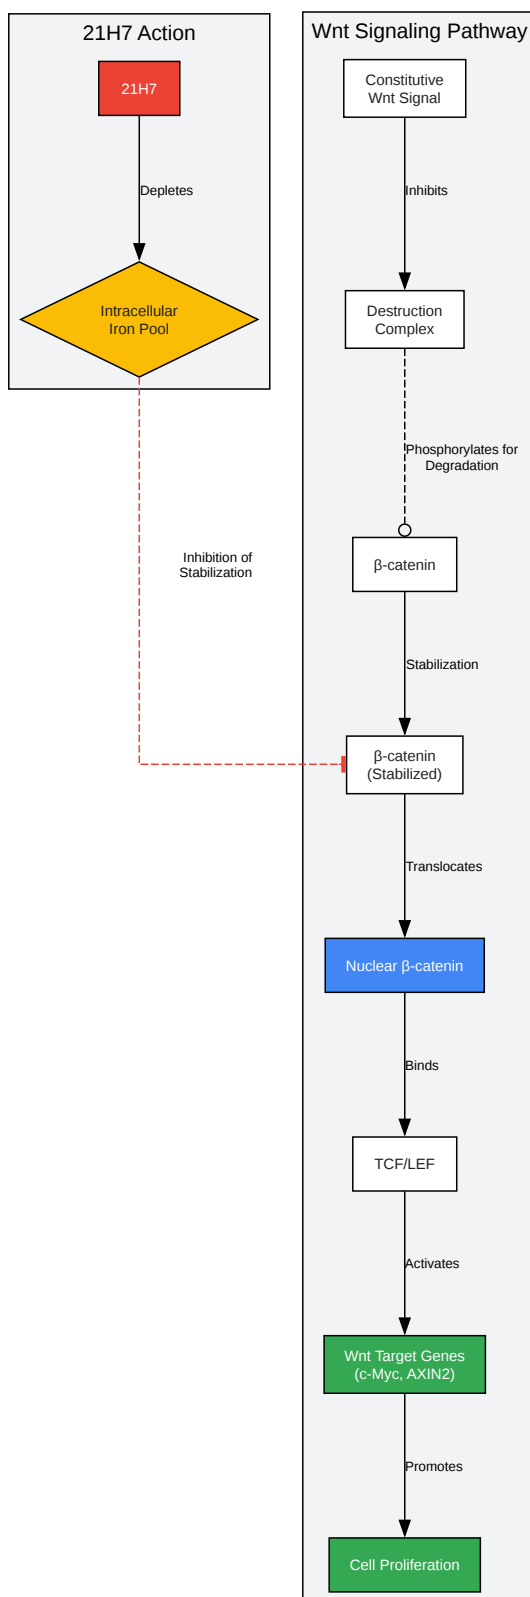 21H7 Action
21H7
Depletes
Intracellular
Iron Pool
Inhibition of
Stabilization
Wnt Signaling Pathway
Constitutive
Wnt Signal
Inhibits
Destruction
Complex
Phosphorylates for
Degradation
β-catenin
Stabilization
β-catenin
(Stabilized)
Translocates
Nuclear β-catenin
Binds
TCF/LEF
Activates
Wnt Target Genes
(c-Myc, AXIN2)
Promotes
Cell Proliferation